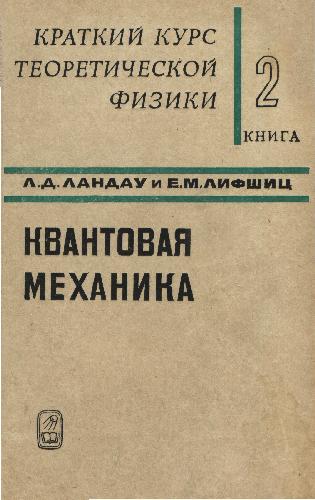 КРАТКИЙ КУРС
ТЕОРЕТИЧЕСКОЙ
ФИЗИКИ
2
КНИГА
Л.Д. ЛАНДАУ И Е.М. ЛИФШИЦ
КВАНТОВАЯ
МЕХАНИКА